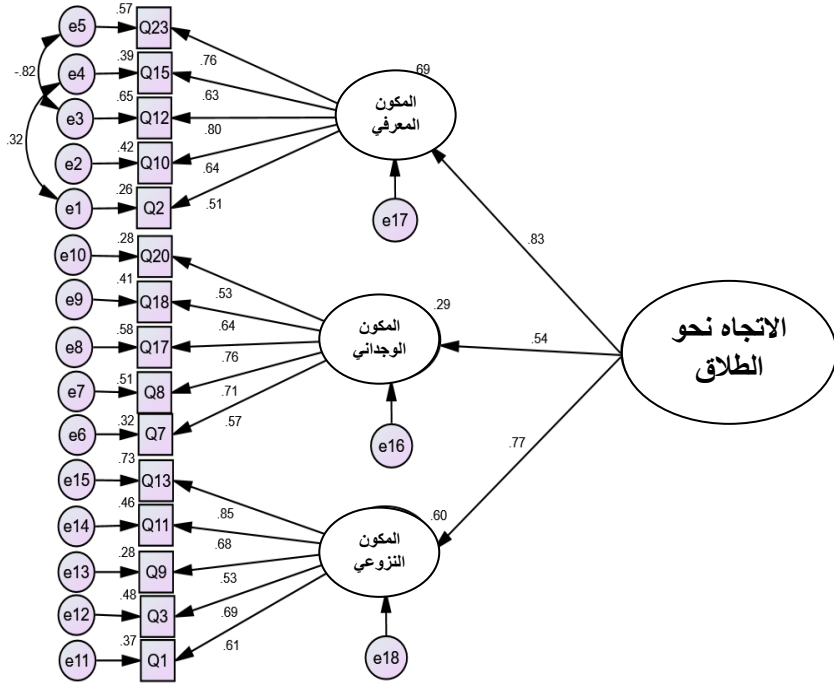 e5
.57
Q23
e4
.39
Q15
e3
.65
Q12
e2
.42
Q10
e1
.26
Q2
-.82
.32
.76
.63
.80
.64
.51
.69
المكون
المعرفي
e17
.83
e10
.28
Q20
e9
.41
Q18
e8
.58
Q17
e7
.51
Q8
e6
.32
Q7
.53
.64
.76
.71
.57
.29
المكون
الوجداني
e16
.54
الاتجاه نحو
الطلاق
.77
e15
.73
Q13
e14
.46
Q11
e13
.28
Q9
e12
.48
Q3
e11
.37
Q1
.85
.68
.53
.69
.61
.60
المكون
النزوعي
e18